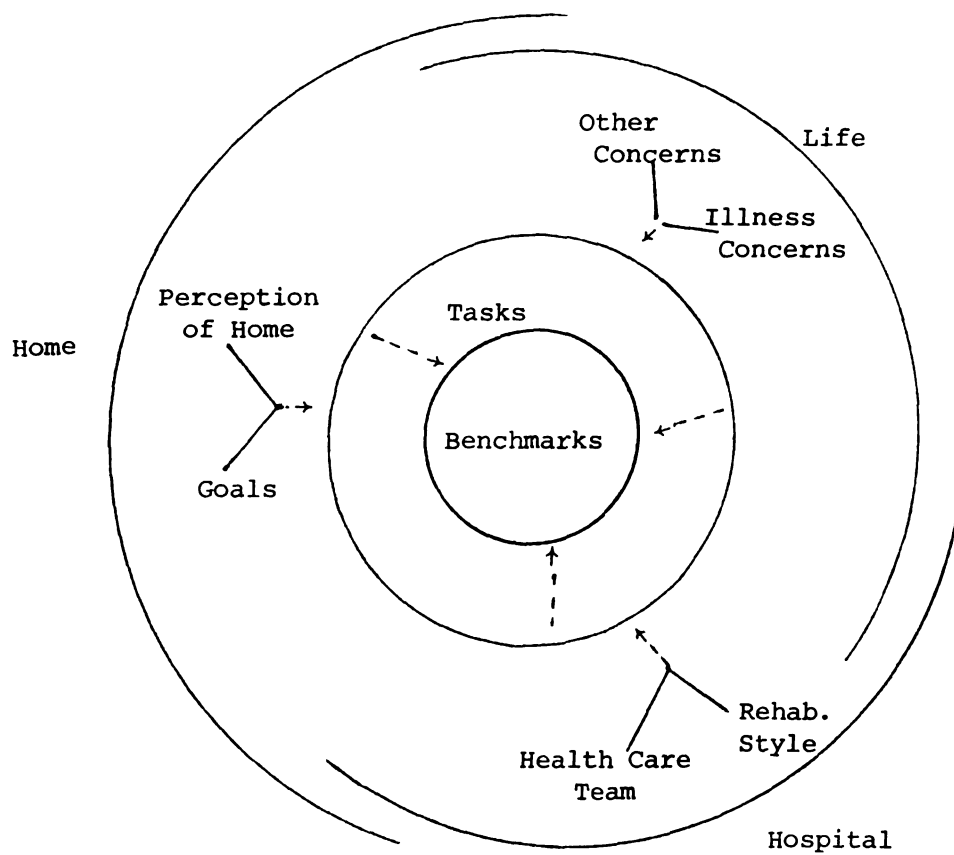 Other
Concerns
Life
Illness
Concerns
Perception
of Home
Tasks
Home
Benchmarks
Goals
Rehab.
Style
Health Care
Team
Hospital